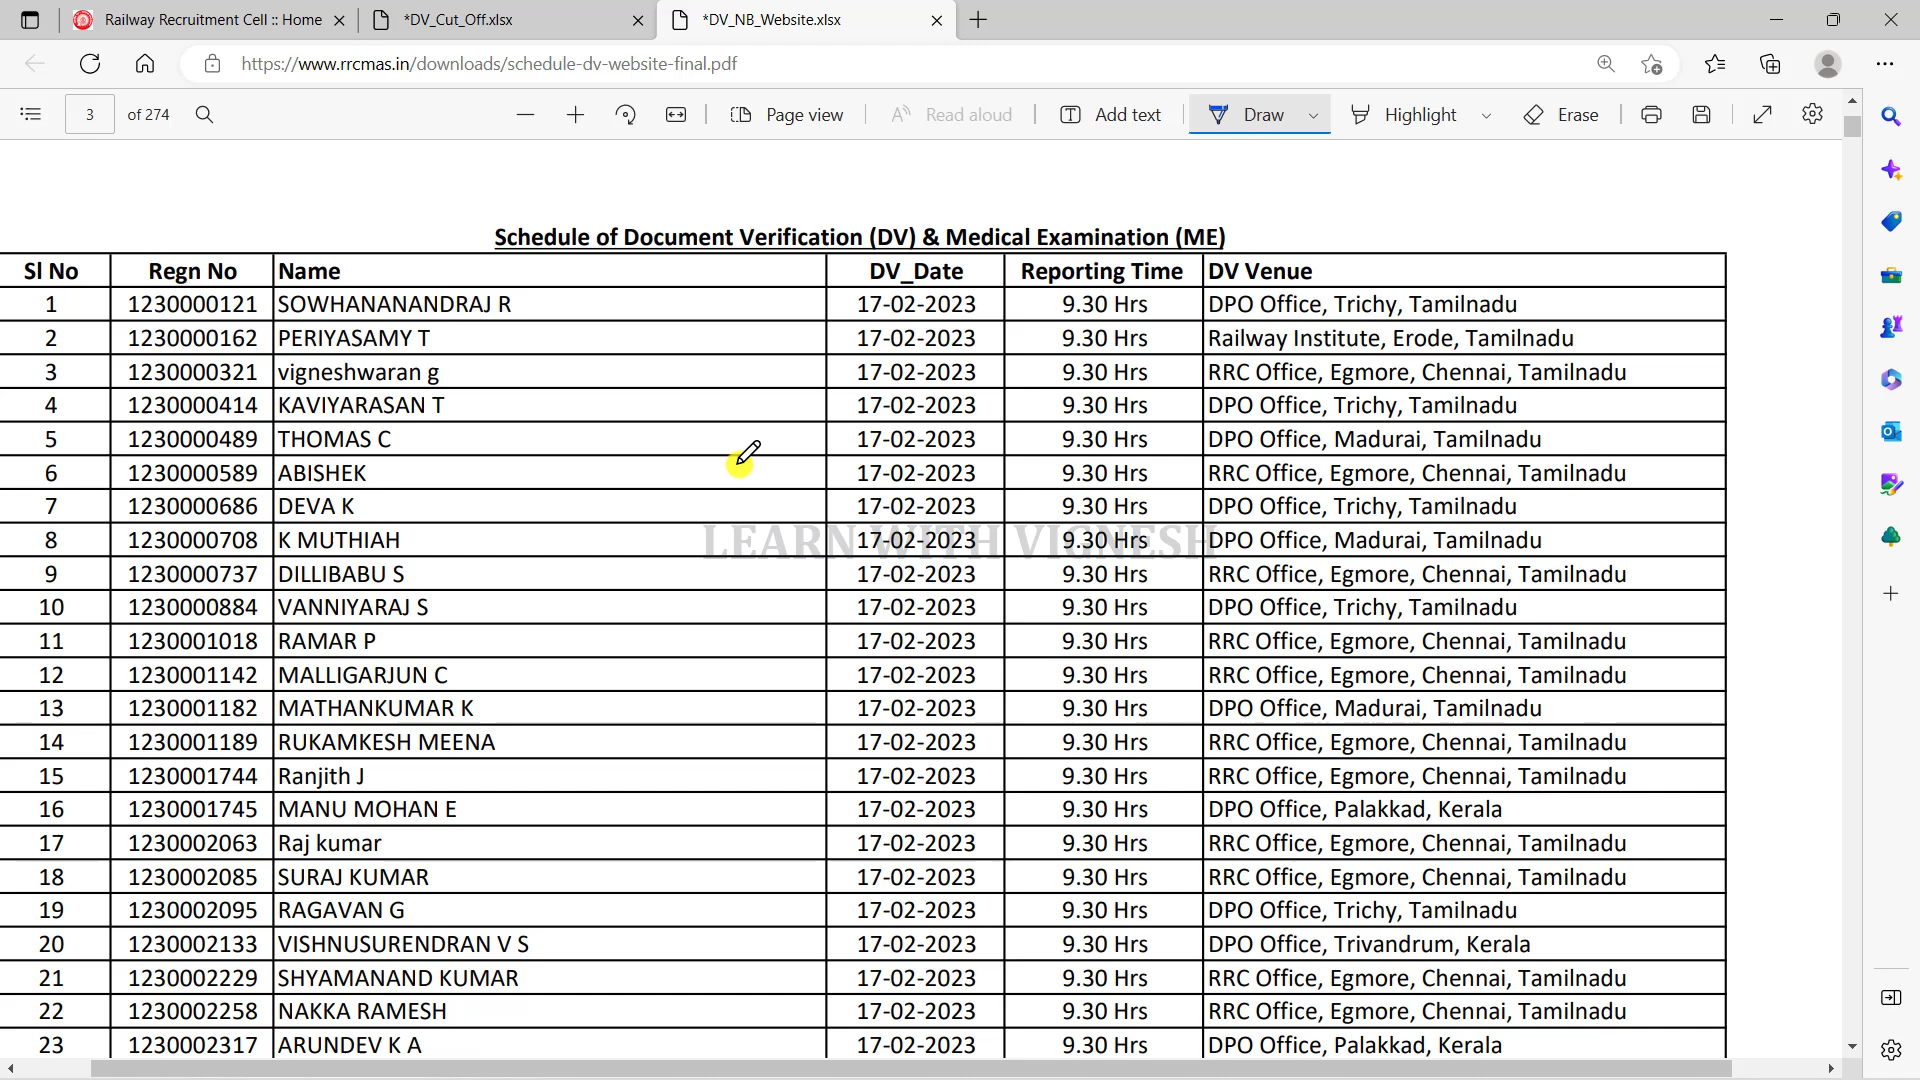 Railway Recruitment Cell :: Home
*DV_Cut_Off.xlsx
*DV_NB_Website.xlsx
https://www.rrcmas.in/downloads/schedule-dv-website-final.pdf
3 of 274 Page view Read aloud Add text Draw Highlight Erase
Schedule of Document Verification (DV) & Medical Examination (ME)
Sl No Regn No Name DV_Date Reporting Time DV Venue
1 1230000121 SOWHANANANDRAJ R 17-02-2023 9.30 Hrs DPO Office, Trichy, Tamilnadu
2 1230000162 PERIYASAMY T 17-02-2023 9.30 Hrs Railway Institute, Erode, Tamilnadu
3 1230000321 vigneshwaran g 17-02-2023 9.30 Hrs RRC Office, Egmore, Chennai, Tamilnadu
4 1230000414 KAVIYARASAN T 17-02-2023 9.30 Hrs DPO Office, Trichy, Tamilnadu
5 1230000489 THOMAS C 17-02-2023 9.30 Hrs DPO Office, Madurai, Tamilnadu
6 1230000589 ABISHEK 17-02-2023 9.30 Hrs RRC Office, Egmore, Chennai, Tamilnadu
7 1230000686 DEVA K 17-02-2023 9.30 Hrs DPO Office, Trichy, Tamilnadu
LEARN WITH VIGNESH
8 1230000708 K MUTHIAH 17-02-2023 9.30 Hrs DPO Office, Madurai, Tamilnadu
9 1230000737 DILLIBABU S 17-02-2023 9.30 Hrs RRC Office, Egmore, Chennai, Tamilnadu
10 1230000884 VANNIYARAJ S 17-02-2023 9.30 Hrs DPO Office, Trichy, Tamilnadu
11 1230001018 RAMAR P 17-02-2023 9.30 Hrs RRC Office, Egmore, Chennai, Tamilnadu
12 1230001142 MALLIGARJUN C 17-02-2023 9.30 Hrs RRC Office, Egmore, Chennai, Tamilnadu
13 1230001182 MATHANKUMAR K 17-02-2023 9.30 Hrs DPO Office, Madurai, Tamilnadu
14 1230001189 RUKAMKESH MEENA 17-02-2023 9.30 Hrs RRC Office, Egmore, Chennai, Tamilnadu
15 1230001744 Ranjith J 17-02-2023 9.30 Hrs RRC Office, Egmore, Chennai, Tamilnadu
16 1230001745 MANU MOHAN E 17-02-2023 9.30 Hrs DPO Office, Palakkad, Kerala
17 1230002063 Raj kumar 17-02-2023 9.30 Hrs RRC Office, Egmore, Chennai, Tamilnadu
18 1230002085 SURAJ KUMAR 17-02-2023 9.30 Hrs RRC Office, Egmore, Chennai, Tamilnadu
19 1230002095 RAGAVAN G 17-02-2023 9.30 Hrs DPO Office, Trichy, Tamilnadu
20 1230002133 VISHNUSURENDRAN V S 17-02-2023 9.30 Hrs DPO Office, Trivandrum, Kerala
21 1230002229 SHYAMANAND KUMAR 17-02-2023 9.30 Hrs RRC Office, Egmore, Chennai, Tamilnadu
22 1230002258 NAKKA RAMESH 17-02-2023 9.30 Hrs RRC Office, Egmore, Chennai, Tamilnadu
23 1230002317 ARUNDEV K A 17-02-2023 9.30 Hrs DPO Office, Palakkad, Kerala